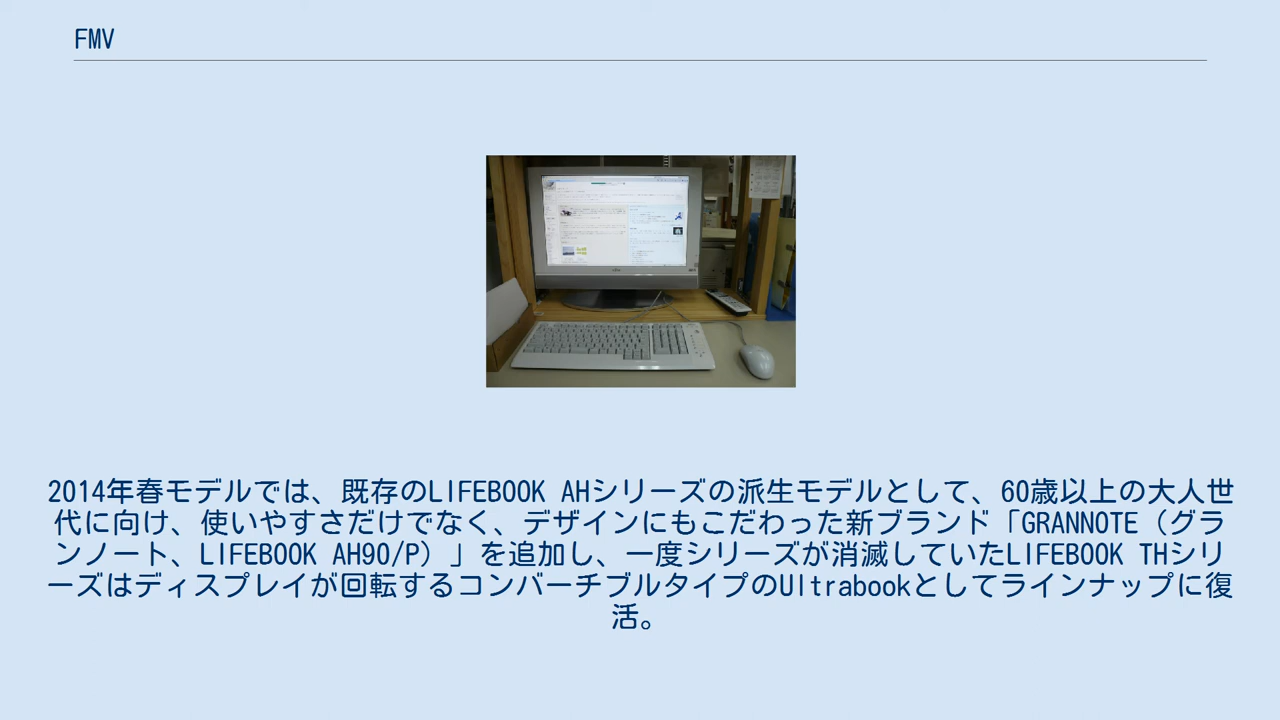 FMV
2014年春モデルでは、既存のLIFEBOOK AHシリーズの派生モデルとして、60歳以上の大人世
代に向け、使いやすさだけでなく、デザインにもこだわった新ブランド「GRANNOTE（グラ
ンノート、LIFEBOOK AH90/P）」を追加し、一度シリーズが消滅していたLIFEBOOK THシリ
ーズはディスプレイが回転するコンバーチブルタイプのUltrabookとしてラインナップに復
活。